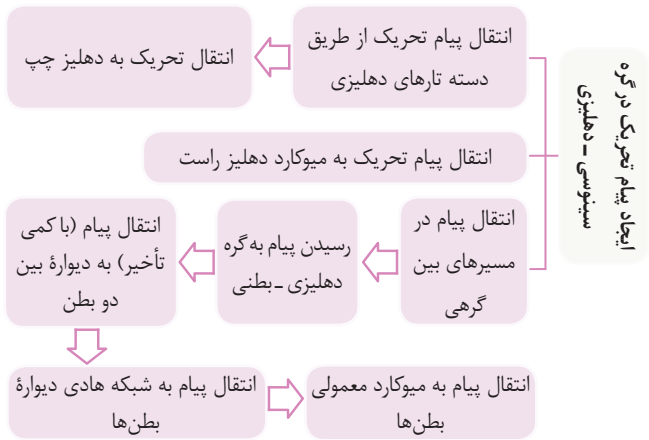 ایجاد پیام تحریک در گره
سینوسی ـ دهلیزی
انتقال پیام تحریک از طریق
دسته تارهای دهلیزی
انتقال تحریک به دهلیز چپ
انتقال پیام تحریک به میوکارد دهلیز راست
انتقال پیام در
مسیرهای بین
گرهی
رسیدن پیام به گره
دهلیزی ـ بطنی
انتقال پیام (با کمی
تأخیر) به دیوارۀ بین
دو بطن
انتقال پیام به شبکه هادی دیوارۀ
بطن‌ها
انتقال پیام به میوکارد معمولی
بطن‌ها